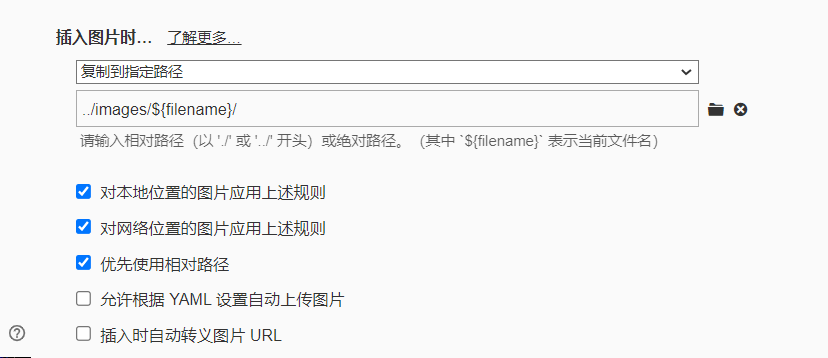 插入图片时... 了解更多...
复制到指定路径
../images/${filename}/
请输入相对路径（以 './' 或 '../' 开头）或绝对路径。（其中 `${filename}` 表示当前文件名）
对本地位置的图片应用上述规则
对网络位置的图片应用上述规则
优先使用相对路径
允许根据 YAML 设置自动上传图片
插入时自动转义图片 URL